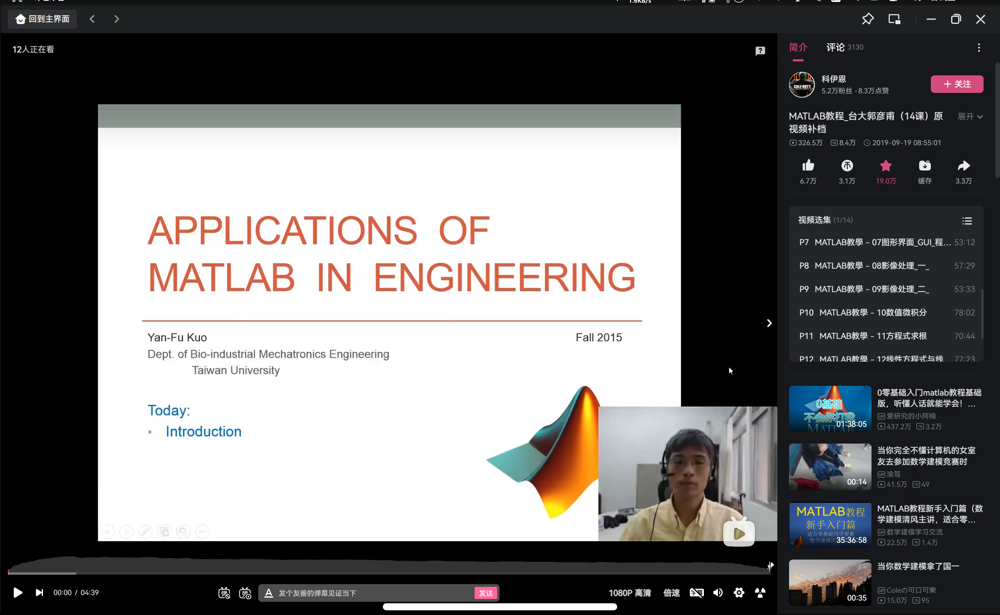 1.6KB/s
回到主界面
12人正在看
APPLICATIONS OF
MATLAB IN ENGINEERING
Yan-Fu Kuo
Fall 2015
Dept. of Bio-industrial Mechatronics Engineering
Taiwan University
Today:
• Introduction
00:00 / 04:39
发个友善的弹幕见证当下
发送
1080P 高清
倍速
简介
评论 3130
CALL·DUTY
科伊恩
5.2万粉丝 · 8.3万点赞
+ 关注
MATLAB教程_台大郭彦甫（14课）原
视频补档
展开
326.5万 8.4万 2019-09-19 08:55:01
6.7万
3.1万
19.0万
缓存
3.3万
视频选集 (1/14)
P7 MATLAB教學 - 07图形界面_GUI_程... 53:12
P8 MATLAB教學 - 08影像处理_一_ 57:29
P9 MATLAB教學 - 09影像处理_二_ 53:33
P10 MATLAB教學 - 10数值微积分 78:02
P11 MATLAB教學 - 11方程式求根 70:44
P12 MATLAB教學 - 12线性方程式与线... 77:23
0基础
不会你打我
MATLAB
01:38:05
0零基础入门matlab教程基础
版，听懂人话就能学会！...
UP 爱研究的小阿楠
437.2万 3.2万
00:14
当你完全不懂计算机的女室
友去参加数学建模竞赛时
UP 渝笃
41.5万 49
MATLAB教程
新手入门篇
适合零基础同学观看
数学建模清
35:36:58
MATLAB教程新手入门篇（数
学建模清风主讲，适合零...
UP 数学建模学习交流
22.5万 1.4万
00:35
当你数学建模拿了国一
UP Coleの可口可樂
15.0万 95